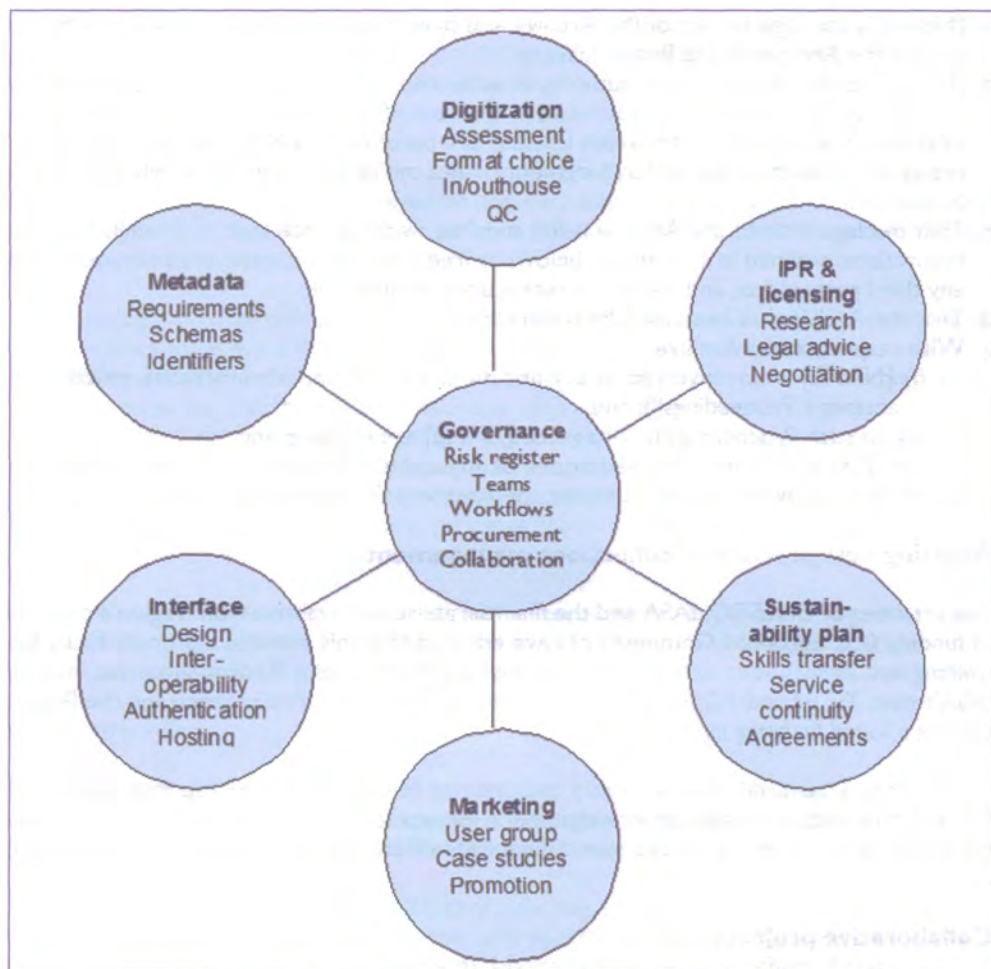 Digitization
Assessment
Format choice
In/outhouse
QC
Metadata
Requirements
Schemas
Identifiers
IPR &
licensing
Research
Legal advice
Negotiation
Governance
Risk register
Teams
Workflows
Procurement
Collaboration
Interface
Design
Inter-
operability
Authentication
Hosting
Sustain-
ability plan
Skills transfer
Service
continuity
Agreements
Marketing
User group
Case studies
Promotion